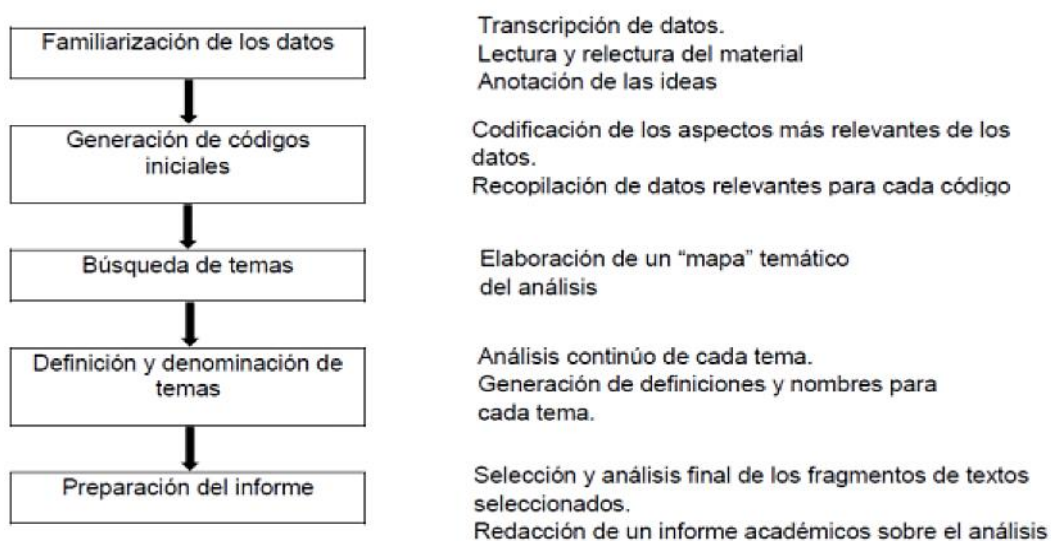 Familiarización de los datos
Transcripción de datos.
Lectura y relectura del material
Anotación de las ideas
Generación de códigos
iniciales
Codificación de los aspectos más relevantes de los
datos.
Recopilación de datos relevantes para cada código
Búsqueda de temas
Elaboración de un “mapa” temático
del análisis
Definición y denominación de
temas
Análisis continúo de cada tema.
Generación de definiciones y nombres para
cada tema.
Preparación del informe
Selección y análisis final de los fragmentos de textos
seleccionados.
Redacción de un informe académicos sobre el análisis